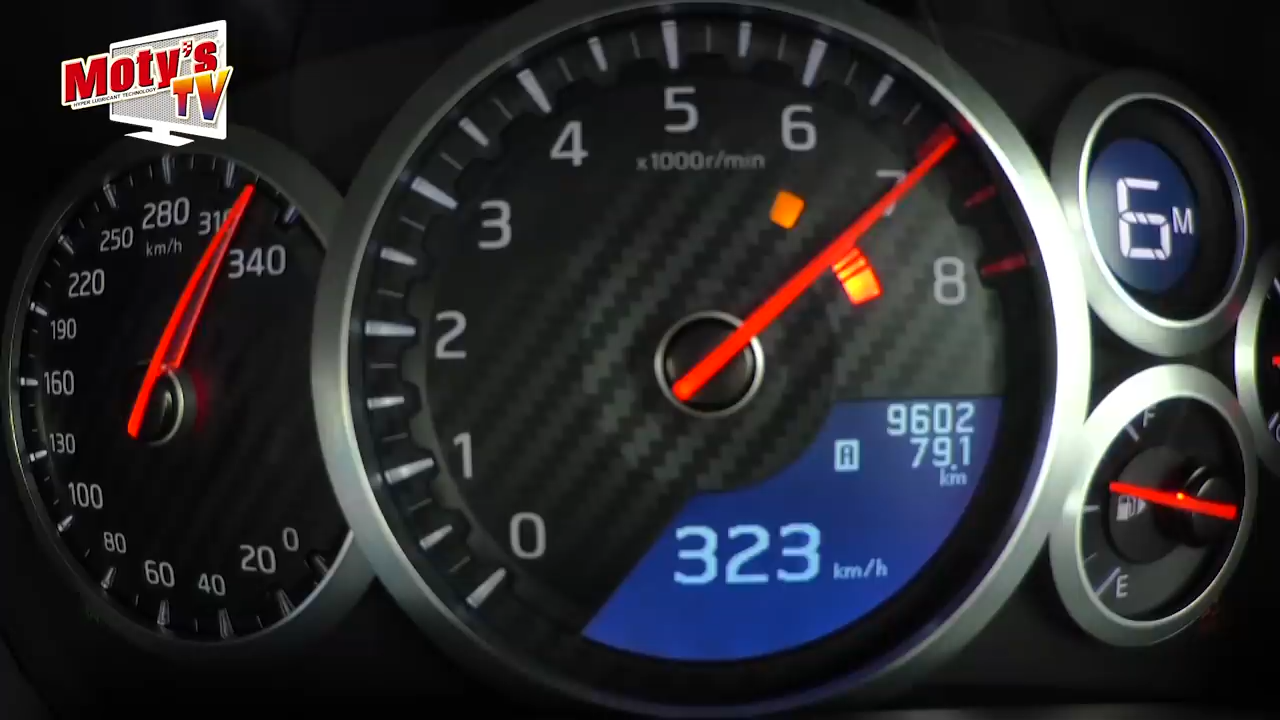 Moty's
TV
HYPER LUBRICANT TECHNOLOGY
0
20
40
60
80
100
130
160
190
220
250
280
310
340
km/h
0
1
2
3
4
5
6
7
8
x1000r/min
A
9602
79.1
km
323 km/h
6 M
F
E